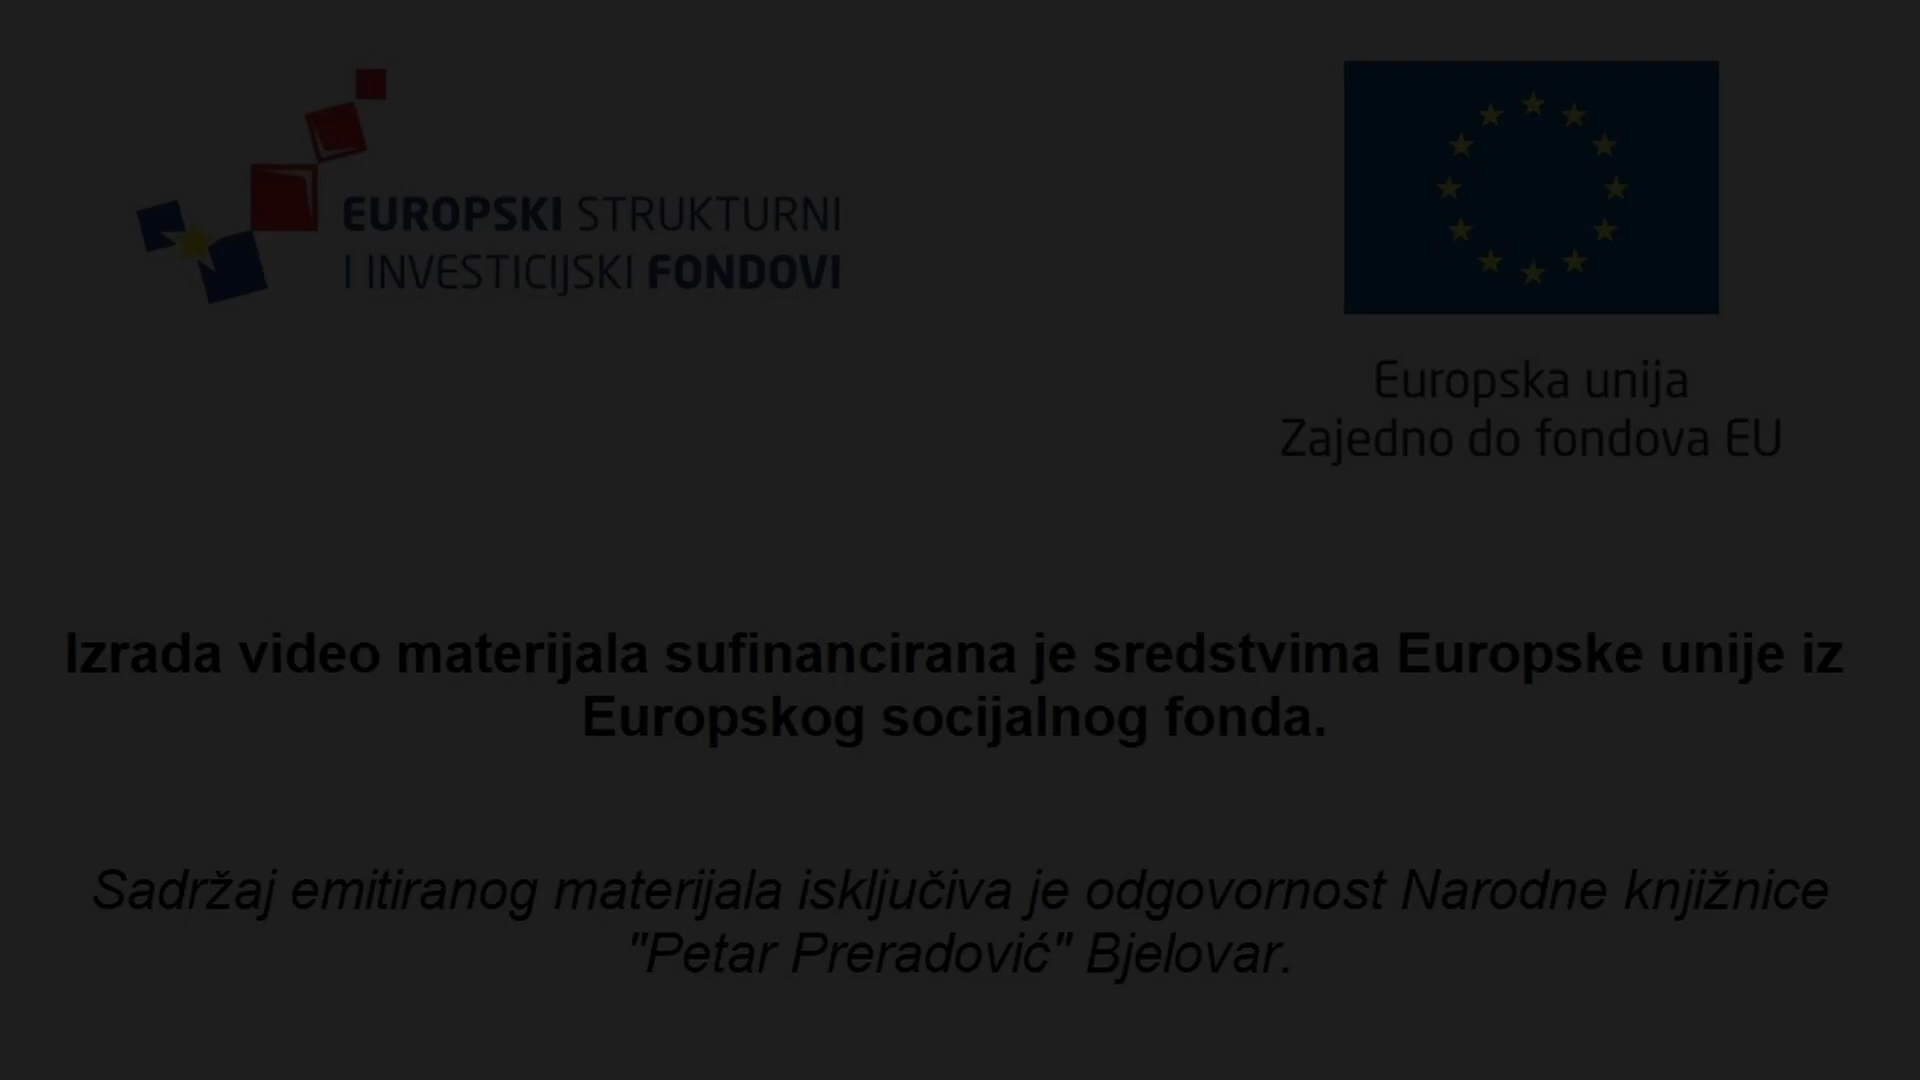 EUROPSKI STRUKTURNI
I INVESTICIJSKI FONDOVI
Europska unija
Zajedno do fondova EU
Izrada video materijala sufinancirana je sredstvima Europske unije iz
Europskog socijalnog fonda.
Sadržaj emitiranog materijala isključiva je odgovornost Narodne knjižnice
"Petar Preradović" Bjelovar.